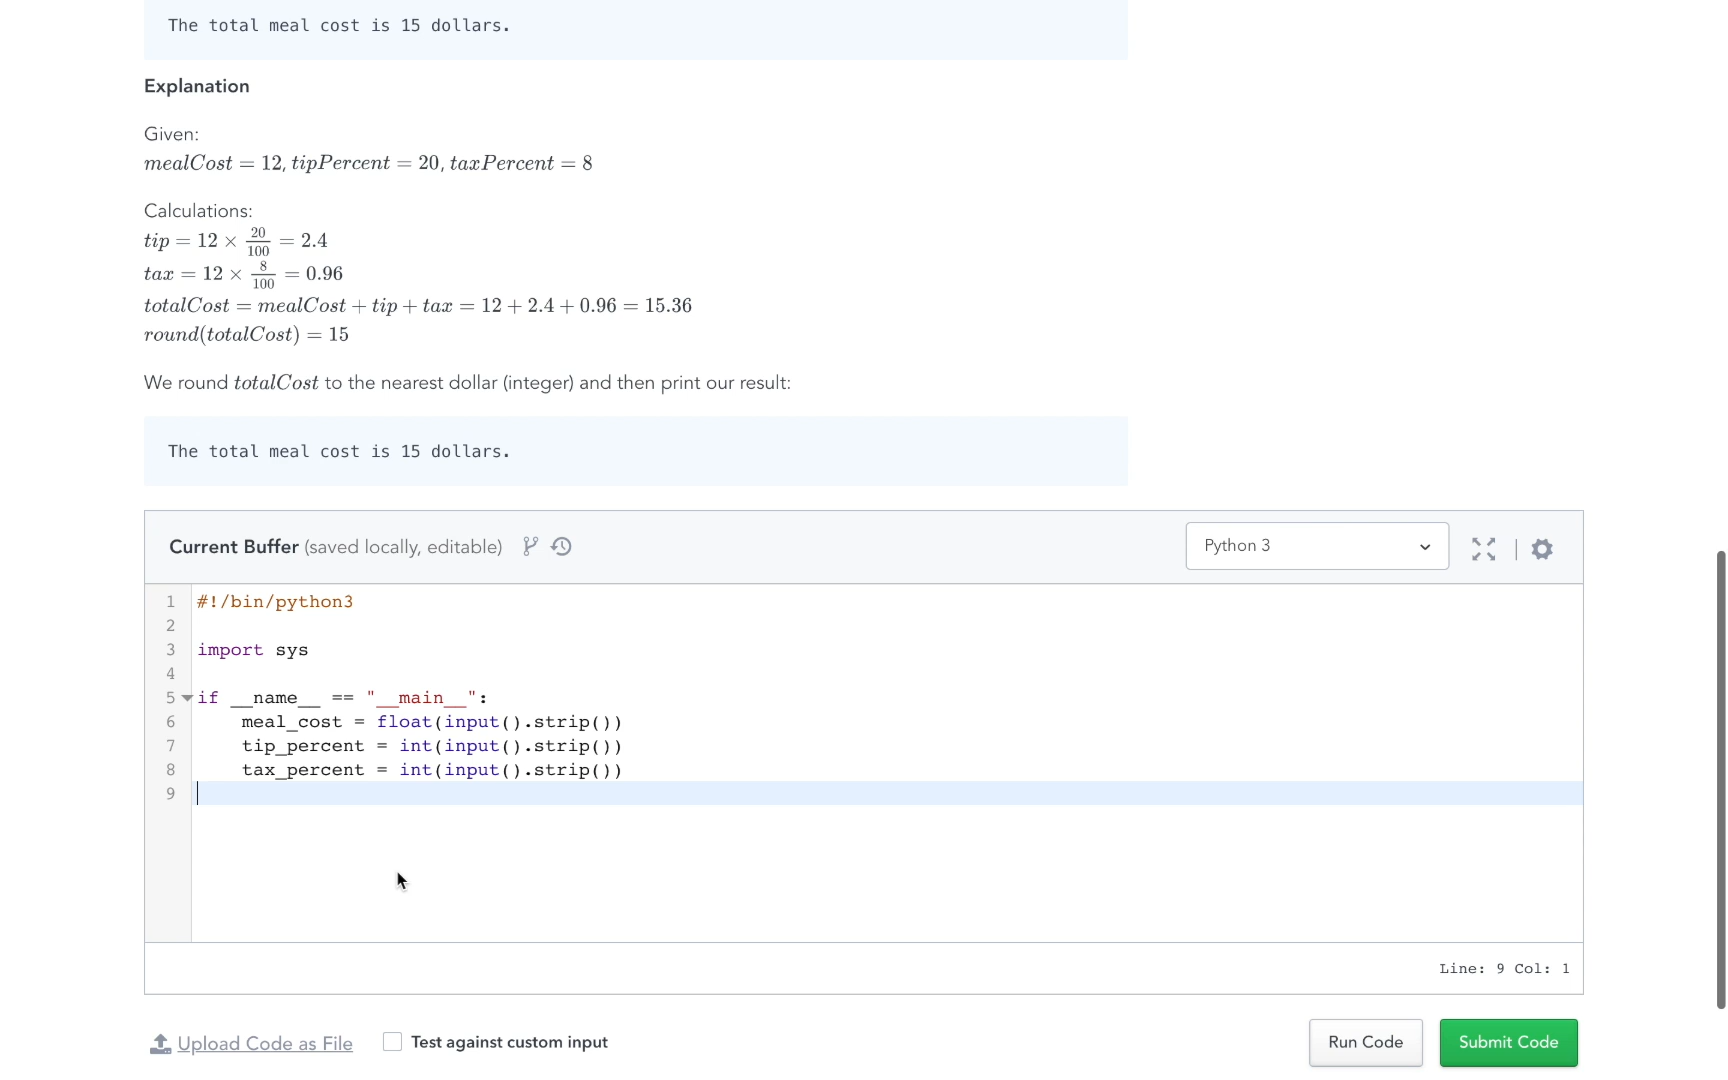 The total meal cost is 15 dollars.
Explanation
Given:
mealCost = 12, tipPercent = 20, taxPercent = 8
Calculations:
tip = 12 × 20/100 = 2.4
tax = 12 × 8/100 = 0.96
totalCost = mealCost + tip + tax = 12 + 2.4 + 0.96 = 15.36
round(totalCost) = 15
We round totalCost to the nearest dollar (integer) and then print our result:
The total meal cost is 15 dollars.
Current Buffer (saved locally, editable) Python 3
1 #!/bin/python3
2
3 import sys
4
5 if __name__ == "__main__":
6     meal_cost = float(input().strip())
7     tip_percent = int(input().strip())
8     tax_percent = int(input().strip())
9
Line: 9 Col: 1
Upload Code as File Test against custom input Run Code Submit Code